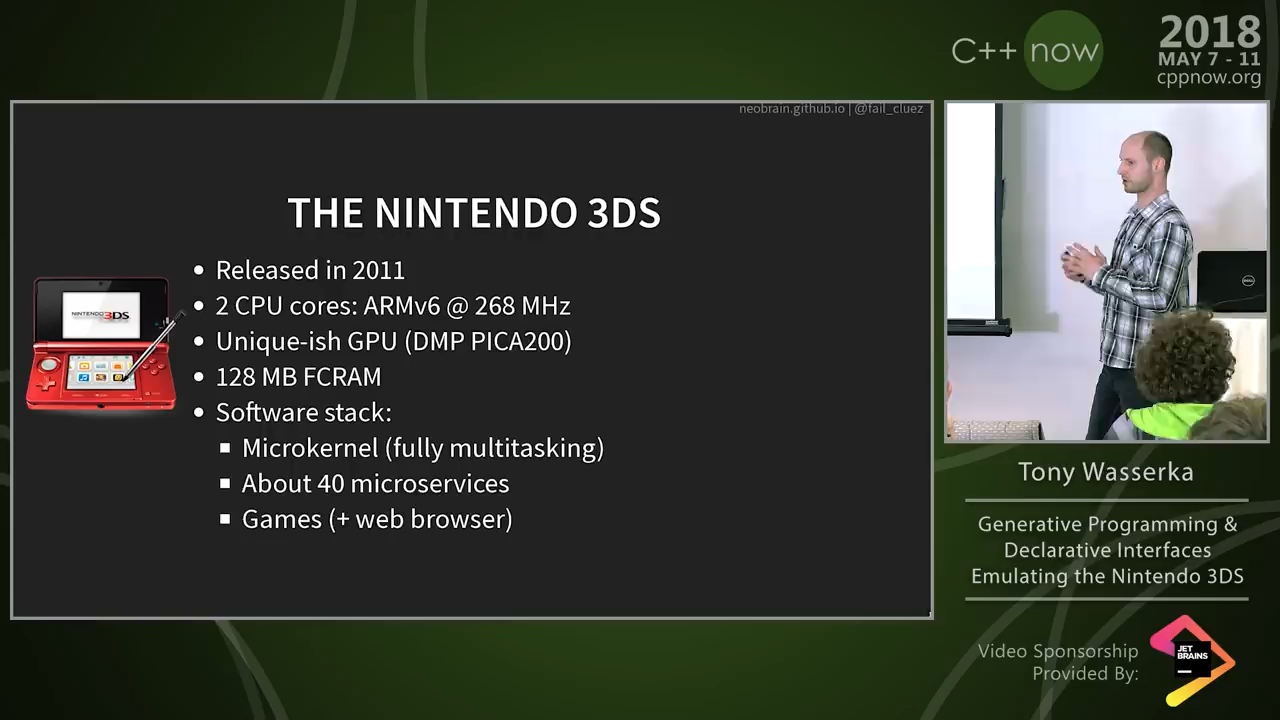 C++ now
2018
MAY 7 - 11
cppnow.org
neobrain.github.io | @fail_cluez
THE NINTENDO 3DS
Released in 2011
2 CPU cores: ARMv6 @ 268 MHz
Unique-ish GPU (DMP PICA200)
128 MB FCRAM
Software stack:
Microkernel (fully multitasking)
About 40 microservices
Games (+ web browser)
NINTENDO 3DS
DELL
Tony Wasserka
Generative Programming &
Declarative Interfaces
Emulating the Nintendo 3DS
Video Sponsorship
Provided By:
JET
BRAINS